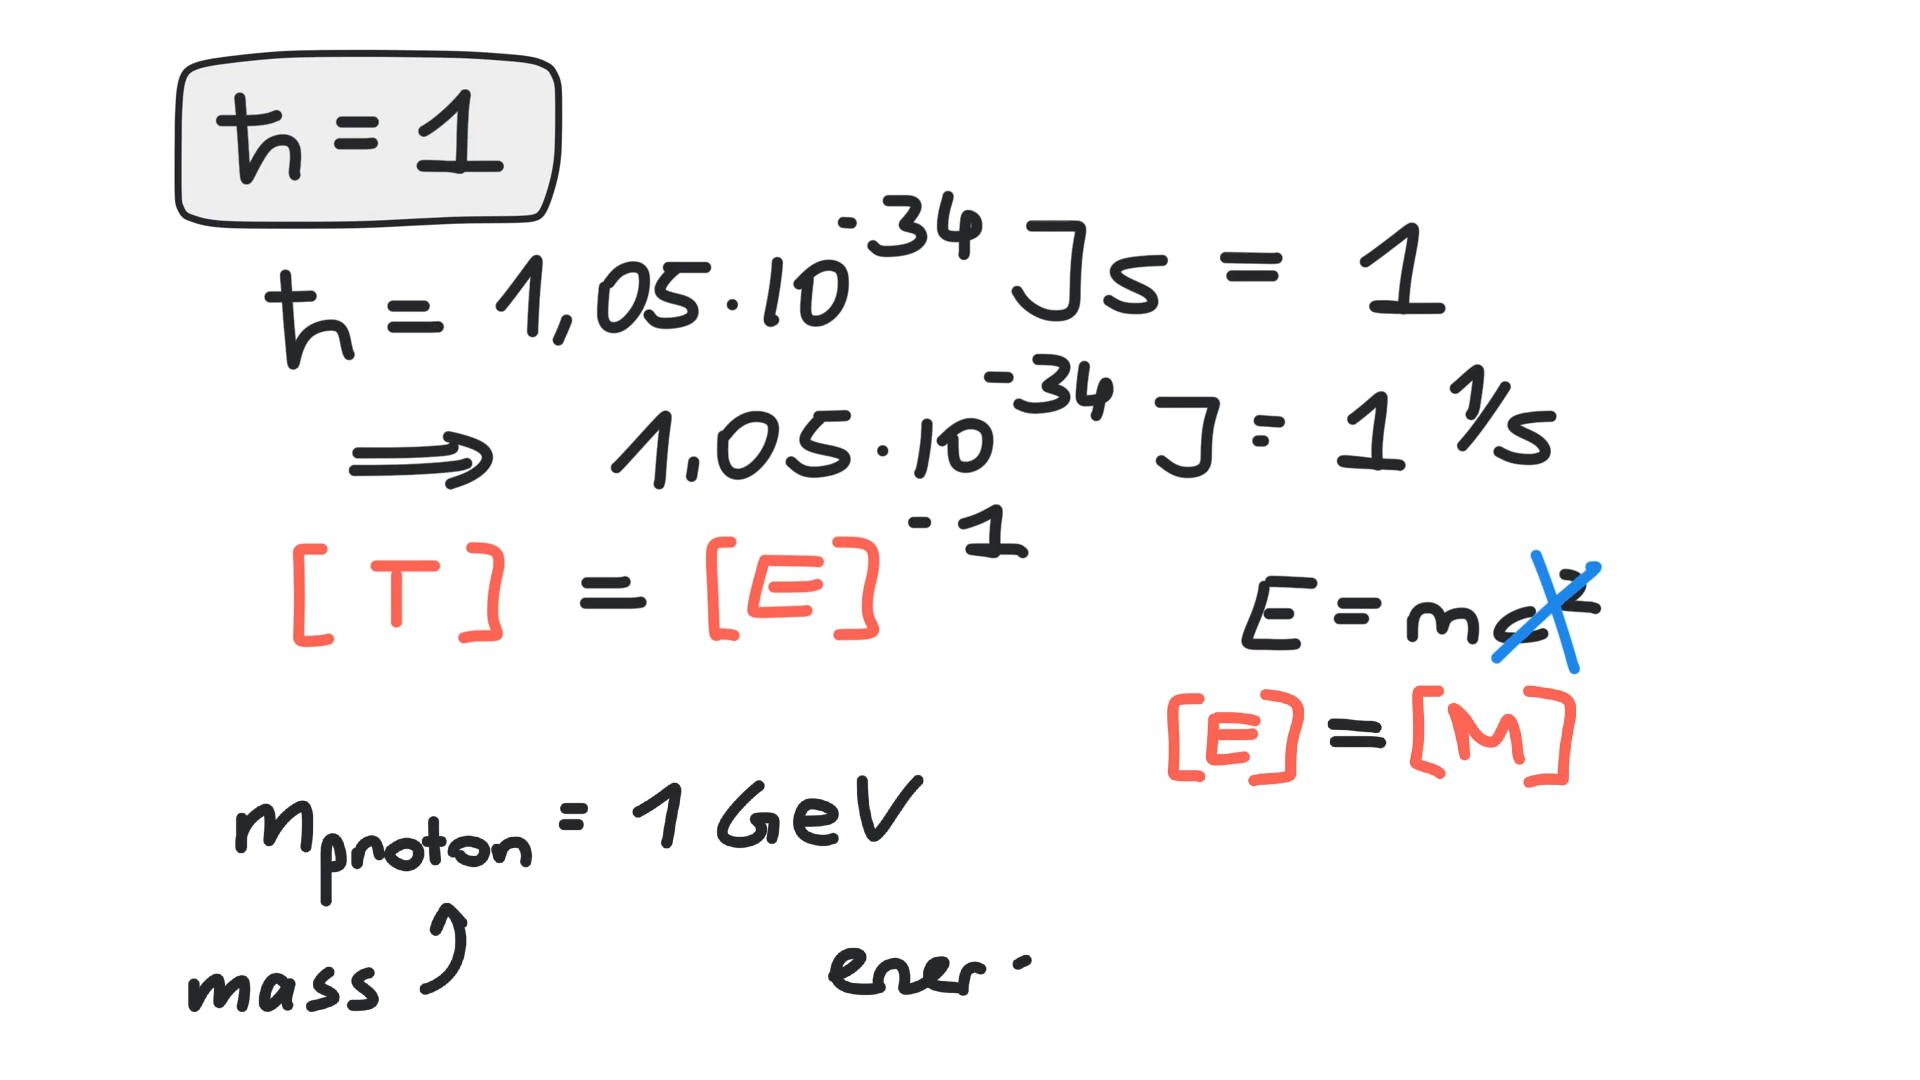 ħ = 1
ħ = 1,05 · 10⁻³⁴ Js = 1
⟹ 1.05 · 10⁻³⁴ J = 1 1/s
[T] = [E]⁻¹
E = mc²
[E] = [M]
mproton = 1 GeV
mass
ener